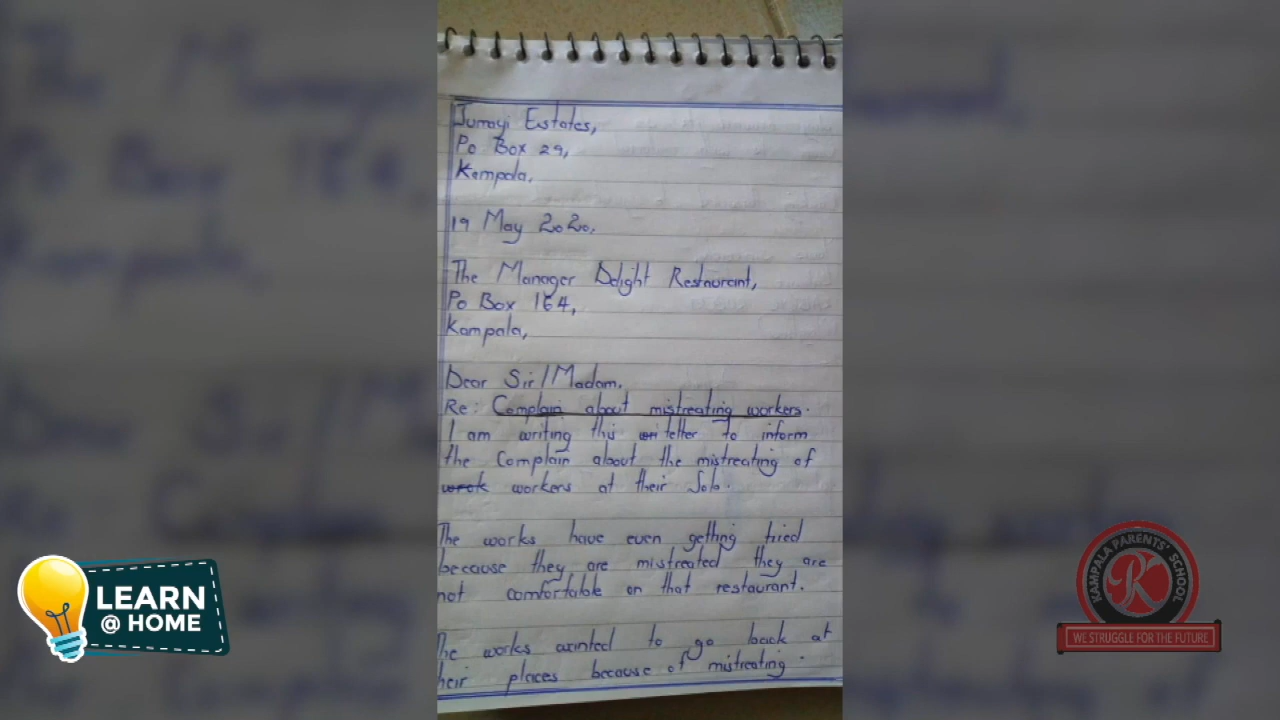 Jumayi Estates,
Po Box 29,
Kampala.
19 May 2020.
The Manager Delight Restaurant,
Po Box 164,
Kampala,
Dear Sir/Madam.
Re: Complain about mistreating workers.
I am writing this letter to inform
the Complain about the mistreating of
workers at their Job.
The works have even getting tried
because they are mistreated they are
not comfortable on that restaurant.
The works wanted to go back at
their places because of mistreating.
LEARN
@ HOME
KAMPALA PARENTS' SCHOOL
WE STRUGGLE FOR THE FUTURE